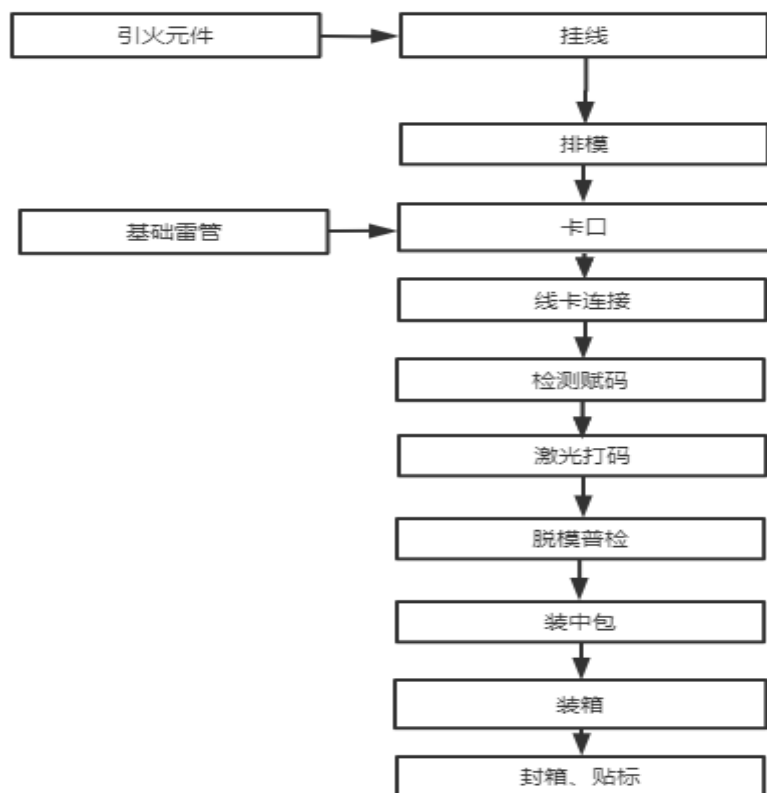 引火元件
挂线
排模
基础雷管
卡口
线卡连接
检测赋码
激光打码
脱模普检
装中包
装箱
封箱、贴标